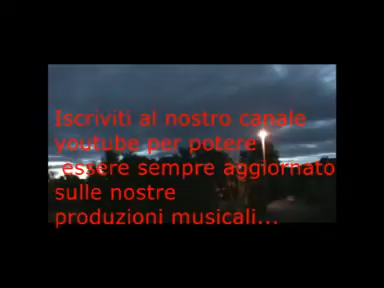 Iscriviti al nostro canale
youtube per potere
essere sempre aggiornato
sulle nostre
produzioni musicali...